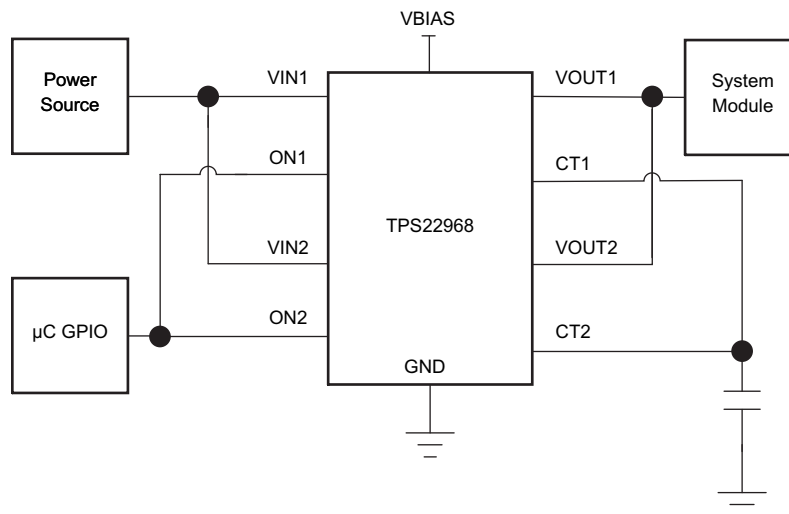 VBIAS
Power
Source
VIN1
VOUT1
System
Module
ON1
CT1
TPS22968
VIN2
VOUT2
µC GPIO
ON2
CT2
GND